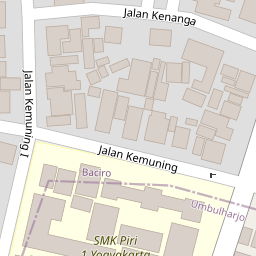 Jalan Kenanga
Jalan Kemuning I
Jalan Kemuning
Baciro
Umbulharjo
SMK Piri
1 Yogyakarta